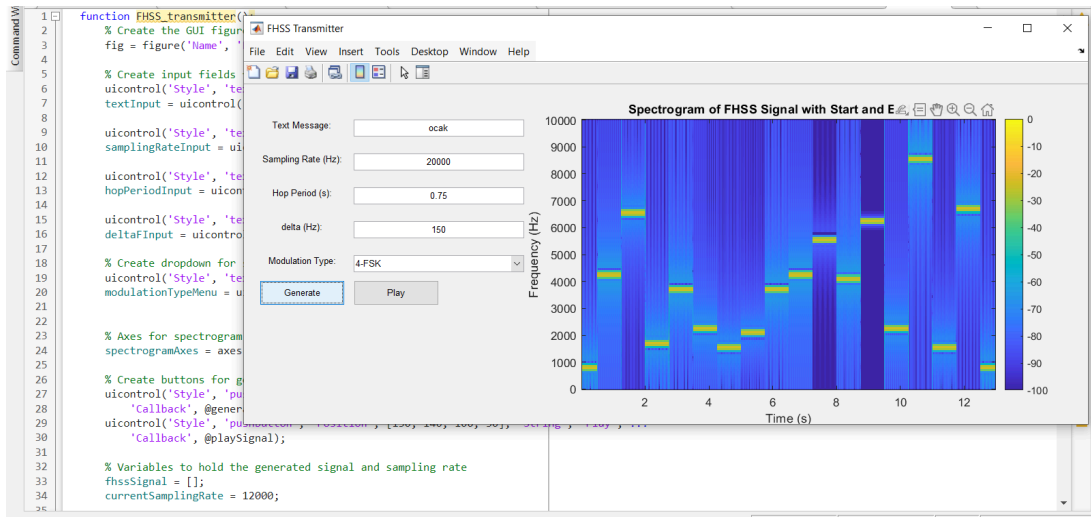 Command W
1 function FHSS_transmitter();
2 % Create the GUI figur
3 fig = figure('Name', '
4
5 % Create input fields
6 uicontrol('Style', 'te
7 textInput = uicontrol(
8
9 uicontrol('Style', 'te
10 samplingRateInput = ui
11
12 uicontrol('Style', 'te
13 hopPeriodInput = uicon
14
15 uicontrol('Style', 'te
16 deltaFInput = uicontro
17
18 % Create dropdown for
19 uicontrol('Style', 'te
20 modulationTypeMenu = u
21
22
23 % Axes for spectrogram
24 spectrogramAxes = axes
25
26 % Create buttons for g
27 uicontrol('Style', 'pu
28 'Callback', @gener
29 uicontrol('Style', 'pushbutton', 'Position', [150, 140, 100, 30], 'String', 'Play', ...
30 'Callback', @playSignal);
31
32 % Variables to hold the generated signal and sampling rate
33 fhssSignal = [];
34 currentSamplingRate = 12000;
35
FHSS Transmitter
File Edit View Insert Tools Desktop Window Help
Text Message: ocak
Sampling Rate (Hz): 20000
Hop Period (s): 0.75
delta (Hz): 150
Modulation Type: 4-FSK
Generate Play
Spectrogram of FHSS Signal with Start and E
Frequency (Hz)
10000
9000
8000
7000
6000
5000
4000
3000
2000
1000
0
2 4 6 8 10 12
Time (s)
0
-10
-20
-30
-40
-50
-60
-70
-80
-90
-100